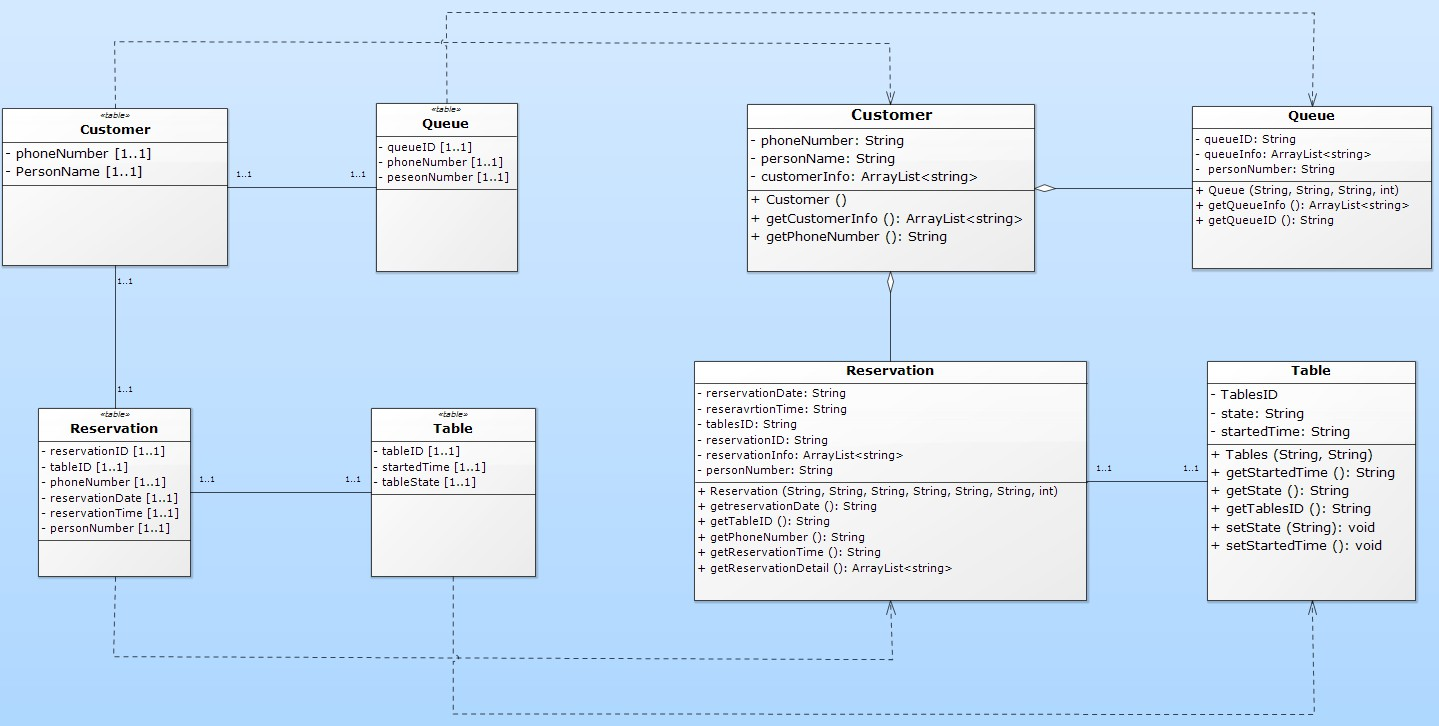 «table»
Customer
- phoneNumber [1..1]
- PersonName [1..1]
1..1
1..1
«table»
Queue
- queueID [1..1]
- phoneNumber [1..1]
- peseonNumber [1..1]
1..1
1..1
«table»
Reservation
- reservationID [1..1]
- tableID [1..1]
- phoneNumber [1..1]
- reservationDate [1..1]
- reservationTime [1..1]
- personNumber [1..1]
1..1
1..1
«table»
Table
- tableID [1..1]
- startedTime [1..1]
- tableState [1..1]
Customer
- phoneNumber: String
- personName: String
- customerInfo: ArrayList<string>
+ Customer ()
+ getCustomerInfo (): ArrayList<string>
+ getPhoneNumber (): String
Queue
- queueID: String
- queueInfo: ArrayList<string>
- personNumber: String
+ Queue (String, String, String, int)
+ getQueueInfo (): ArrayList<string>
+ getQueueID (): String
Reservation
- rerservationDate: String
- reseravrtionTime: String
- tablesID: String
- reservationID: String
- reservationInfo: ArrayList<string>
- personNumber: String
+ Reservation (String, String, String, String, String, String, int)
+ getreservationDate (): String
+ getTableID (): String
+ getPhoneNumber (): String
+ getReservationTime (): String
+ getReservationDetail (): ArrayList<string>
1..1
1..1
Table
- TablesID
- state: String
- startedTime: String
+ Tables (String, String)
+ getStartedTime (): String
+ getState (): String
+ getTablesID (): String
+ setState (String): void
+ setStartedTime (): void